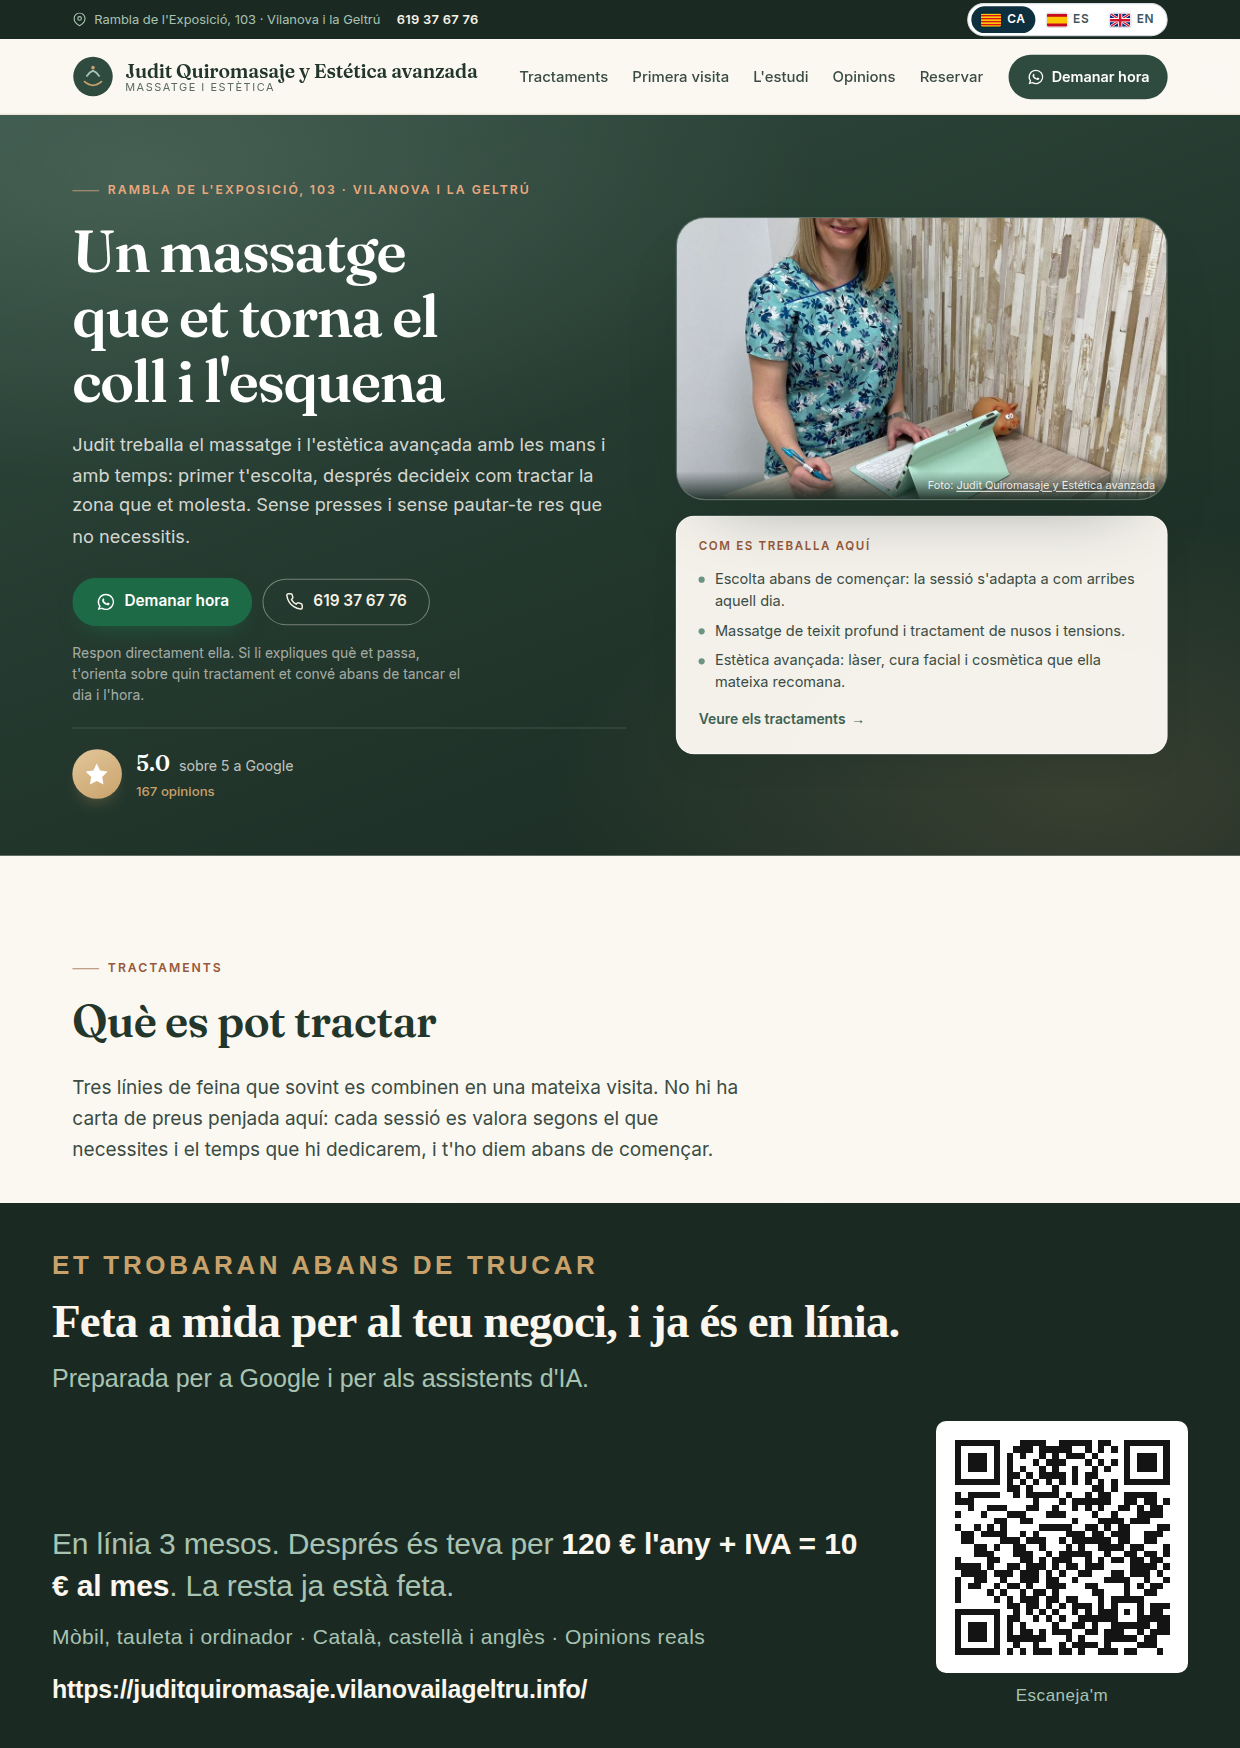 Rambla de l'Exposició, 103 · Vilanova i la Geltrú 619 37 67 76
CA ES EN
Judit Quiromasaje y Estética avanzada
MASSATGE I ESTÈTICA
Tractaments Primera visita L'estudi Opinions Reservar Demanar hora
RAMBLA DE L'EXPOSICIÓ, 103 · VILANOVA I LA GELTRÚ
Un massatge
que et torna el
coll i l'esquena
Judit treballa el massatge i l'estètica avançada amb les mans i
amb temps: primer t'escolta, després decideix com tractar la
zona que et molesta. Sense presses i sense pautar-te res que
no necessitis.
Demanar hora 619 37 67 76
Respon directament ella. Si li expliques què et passa,
t'orienta sobre quin tractament et convé abans de tancar el
dia i l'hora.
5.0 sobre 5 a Google
167 opinions
Foto: Judit Quiromasaje y Estética avanzada
COM ES TREBALLA AQUÍ
Escolta abans de començar: la sessió s'adapta a com arribes
aquell dia.
Massatge de teixit profund i tractament de nusos i tensions.
Estètica avançada: làser, cura facial i cosmètica que ella
mateixa recomana.
Veure els tractaments →
TRACTAMENTS
Què es pot tractar
Tres línies de feina que sovint es combinen en una mateixa visita. No hi ha
carta de preus penjada aquí: cada sessió es valora segons el que
necessites i el temps que hi dedicarem, i t'ho diem abans de començar.
ET TROBARAN ABANS DE TRUCAR
Feta a mida per al teu negoci, i ja és en línia.
Preparada per a Google i per als assistents d'IA.
En línia 3 mesos. Després és teva per 120 € l'any + IVA = 10
€ al mes. La resta ja està feta.
Mòbil, tauleta i ordinador · Català, castellà i anglès · Opinions reals
https://juditquiromasaje.vilanovailageltru.info/
Escaneja'm